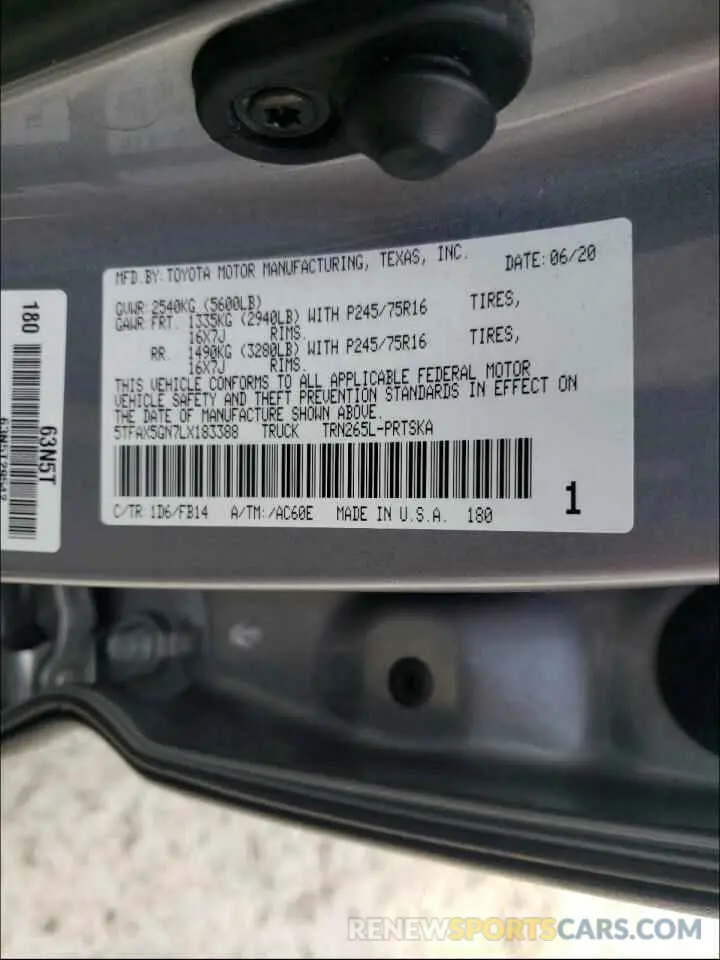 MFD BY: TOYOTA MOTOR MANUFACTURING, TEXAS, INC. DATE: 06/20
GVWR: 2540KG (5600LB)
GAWR FRT. 1335KG (2940LB) WITH P245/75R16 TIRES,
16X7J RIMS.
RR. 1490KG (3280LB) WITH P245/75R16 TIRES,
16X7J RIMS.
THIS VEHICLE CONFORMS TO ALL APPLICABLE FEDERAL MOTOR
VEHICLE SAFETY AND THEFT PREVENTION STANDARDS IN EFFECT ON
THE DATE OF MANUFACTURE SHOWN ABOVE.
5TFAX5GN7LX183388 TRUCK TRN265L-PRTSKA
C/TR: 1D6/FB14 A/TM: /AC60E MADE IN U.S.A. 180 1
180
63N5T
RENEWSPORTSCARS.COM